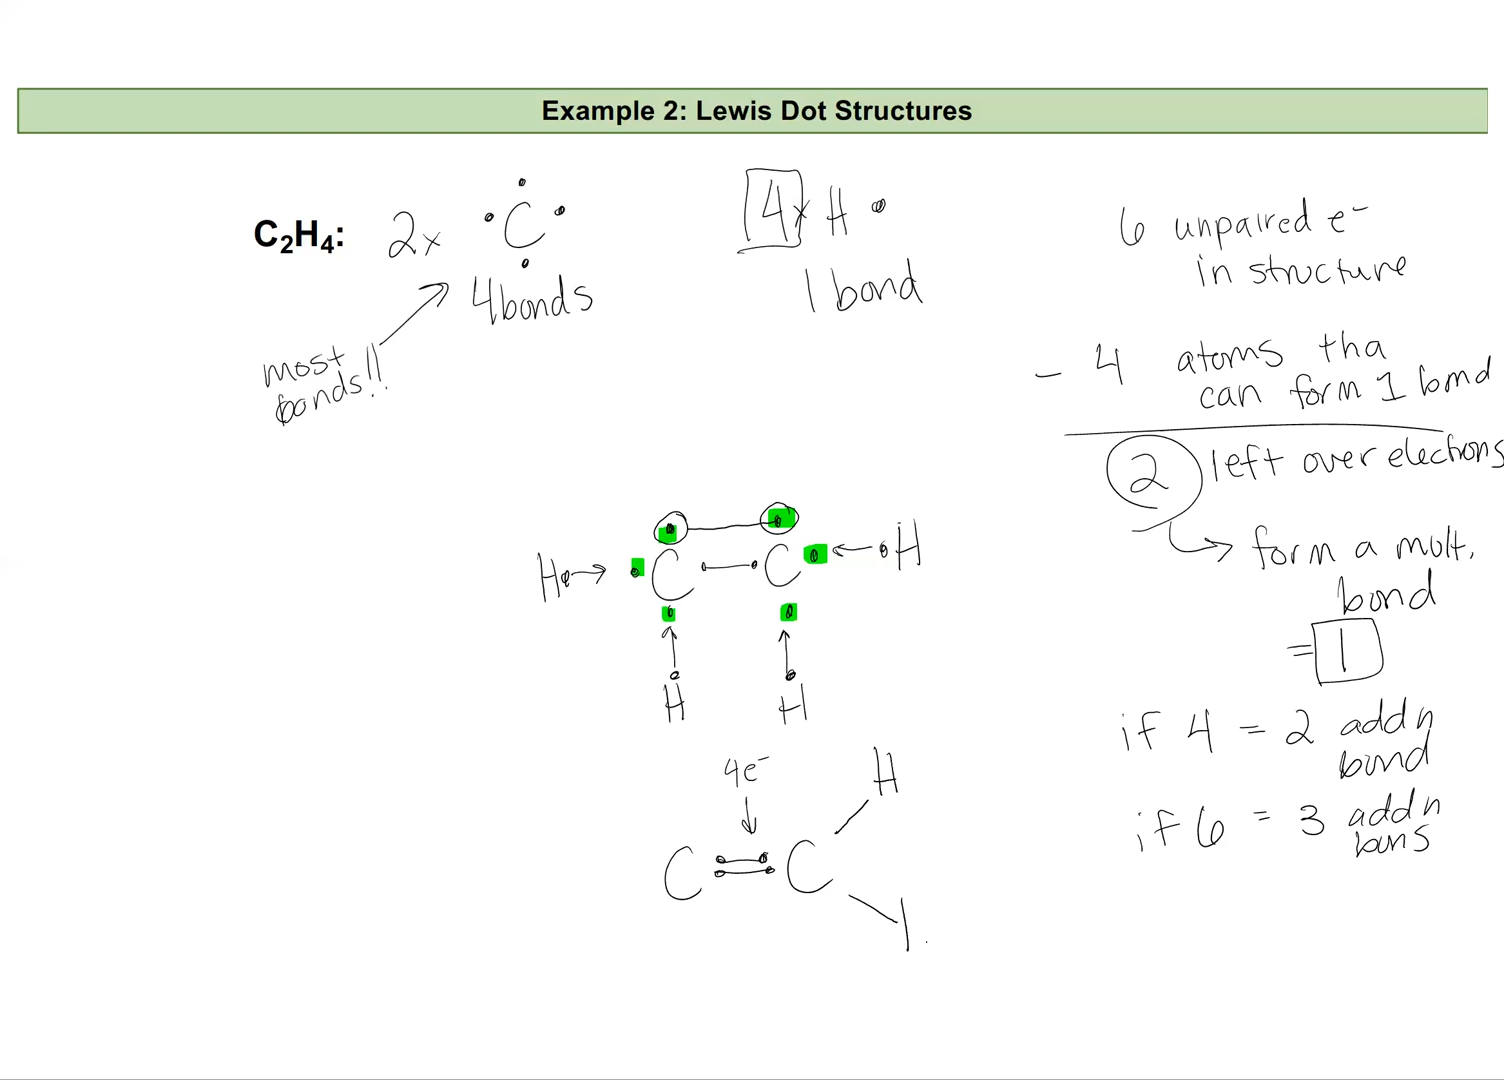 Example 2: Lewis Dot Structures
C₂H₄: 2x C 4x H
4bonds 1 bond
most
bonds!!
6 unpaired e⁻
in structure
- 4 atoms tha
can form 1 bond
2 left over electrons
form a mult.
bond
= 1
if 4 = 2 addn
bond
if 6 = 3 addn
bons
H C C H
H H
4e⁻
H
C C